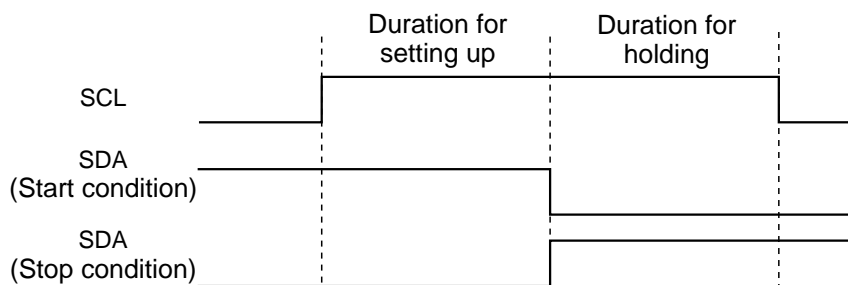 Duration for
setting up
Duration for
holding
SCL
SDA
(Start condition)
SDA
(Stop condition)